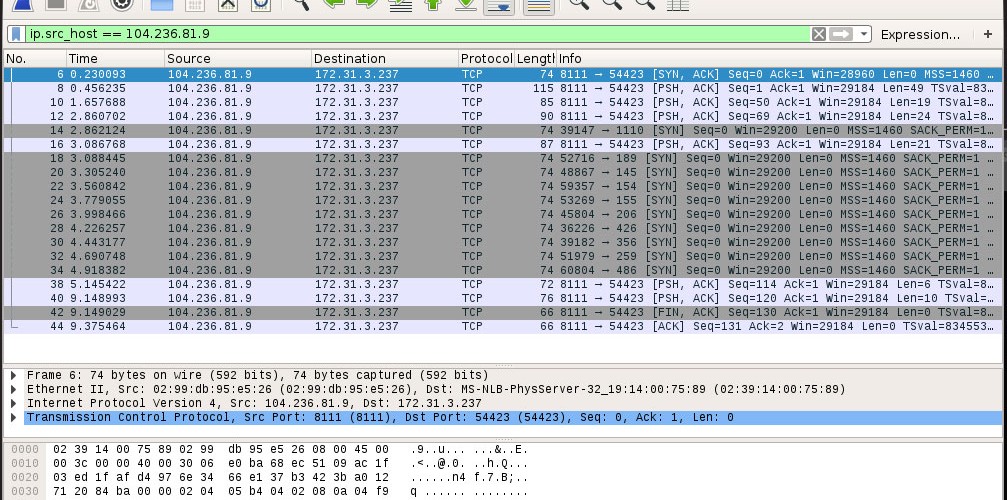 ip.src_host == 104.236.81.9 Expression... +
No. Time Source Destination Protocol Length Info
6 0.230093 104.236.81.9 172.31.3.237 TCP 74 8111 → 54423 [SYN, ACK] Seq=0 Ack=1 Win=28960 Len=0 MSS=1460 …
8 0.456235 104.236.81.9 172.31.3.237 TCP 115 8111 → 54423 [PSH, ACK] Seq=1 Ack=1 Win=29184 Len=49 TSval=83…
10 1.657688 104.236.81.9 172.31.3.237 TCP 85 8111 → 54423 [PSH, ACK] Seq=50 Ack=1 Win=29184 Len=19 TSval=8…
12 2.860702 104.236.81.9 172.31.3.237 TCP 90 8111 → 54423 [PSH, ACK] Seq=69 Ack=1 Win=29184 Len=24 TSval=8…
14 2.862124 104.236.81.9 172.31.3.237 TCP 74 39147 → 1110 [SYN] Seq=0 Win=29200 Len=0 MSS=1460 SACK_PERM=1…
16 3.086768 104.236.81.9 172.31.3.237 TCP 87 8111 → 54423 [PSH, ACK] Seq=93 Ack=1 Win=29184 Len=21 TSval=8…
18 3.088445 104.236.81.9 172.31.3.237 TCP 74 52716 → 189 [SYN] Seq=0 Win=29200 Len=0 MSS=1460 SACK_PERM=1 …
20 3.305240 104.236.81.9 172.31.3.237 TCP 74 48867 → 145 [SYN] Seq=0 Win=29200 Len=0 MSS=1460 SACK_PERM=1 …
22 3.560842 104.236.81.9 172.31.3.237 TCP 74 59357 → 154 [SYN] Seq=0 Win=29200 Len=0 MSS=1460 SACK_PERM=1 …
24 3.779055 104.236.81.9 172.31.3.237 TCP 74 53269 → 155 [SYN] Seq=0 Win=29200 Len=0 MSS=1460 SACK_PERM=1 …
26 3.998466 104.236.81.9 172.31.3.237 TCP 74 45804 → 206 [SYN] Seq=0 Win=29200 Len=0 MSS=1460 SACK_PERM=1 …
28 4.226257 104.236.81.9 172.31.3.237 TCP 74 36226 → 426 [SYN] Seq=0 Win=29200 Len=0 MSS=1460 SACK_PERM=1 …
30 4.443177 104.236.81.9 172.31.3.237 TCP 74 39182 → 356 [SYN] Seq=0 Win=29200 Len=0 MSS=1460 SACK_PERM=1 …
32 4.690748 104.236.81.9 172.31.3.237 TCP 74 51979 → 259 [SYN] Seq=0 Win=29200 Len=0 MSS=1460 SACK_PERM=1 …
34 4.918382 104.236.81.9 172.31.3.237 TCP 74 60804 → 486 [SYN] Seq=0 Win=29200 Len=0 MSS=1460 SACK_PERM=1 …
38 5.145422 104.236.81.9 172.31.3.237 TCP 72 8111 → 54423 [PSH, ACK] Seq=114 Ack=1 Win=29184 Len=6 TSval=8…
40 9.148993 104.236.81.9 172.31.3.237 TCP 76 8111 → 54423 [PSH, ACK] Seq=120 Ack=1 Win=29184 Len=10 TSval=…
42 9.149029 104.236.81.9 172.31.3.237 TCP 66 8111 → 54423 [FIN, ACK] Seq=130 Ack=1 Win=29184 Len=0 TSval=8…
44 9.375464 104.236.81.9 172.31.3.237 TCP 66 8111 → 54423 [ACK] Seq=131 Ack=2 Win=29184 Len=0 TSval=834553…
Frame 6: 74 bytes on wire (592 bits), 74 bytes captured (592 bits)
Ethernet II, Src: 02:99:db:95:e5:26 (02:99:db:95:e5:26), Dst: MS-NLB-PhysServer-32_19:14:00:75:89 (02:39:14:00:75:89)
Internet Protocol Version 4, Src: 104.236.81.9, Dst: 172.31.3.237
Transmission Control Protocol, Src Port: 8111 (8111), Dst Port: 54423 (54423), Seq: 0, Ack: 1, Len: 0
0000 02 39 14 00 75 89 02 99 db 95 e5 26 08 00 45 00 .9..u... ...&..E.
0010 00 3c 00 00 40 00 30 06 e0 ba 68 ec 51 09 ac 1f .<..@.0. ..h.Q...
0020 03 ed 1f af d4 97 6e 34 66 e1 37 b3 42 3b a0 12 ......n4 f.7.B;..
0030 71 20 84 ba 00 00 02 04 05 b4 04 02 08 0a 04 f9 q ...... ........